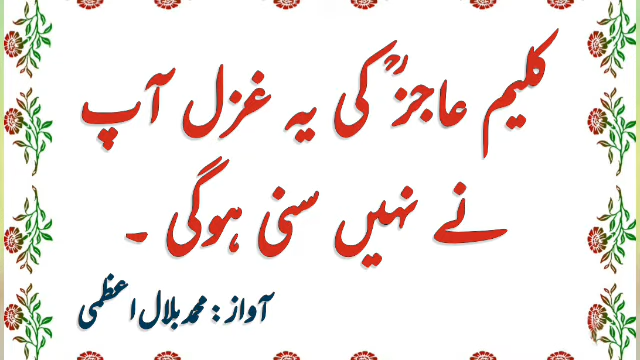 کلیم عاجزؒ کی یہ غزل آپ
نے نہیں سنی ہوگی ۔
آواز : محمد بلال اعظمی